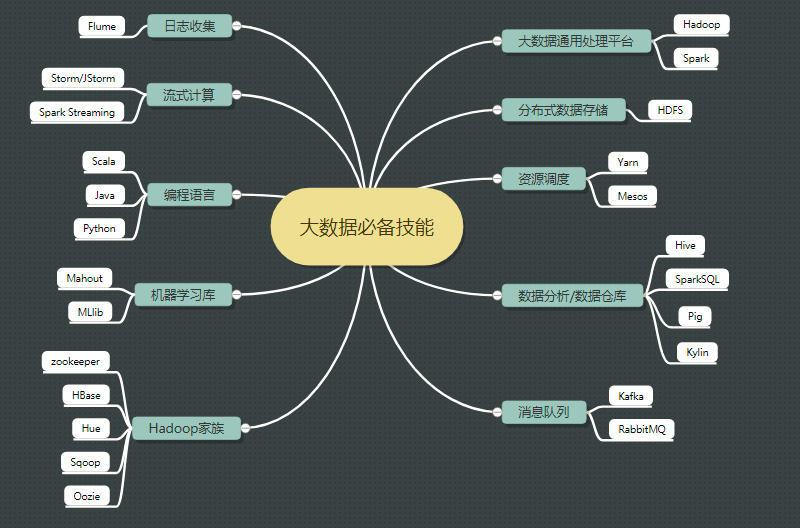 大数据必备技能
日志收集
Flume
流式计算
Storm/JStorm
Spark Streaming
编程语言
Scala
Java
Python
机器学习库
Mahout
MLlib
Hadoop家族
zookeeper
HBase
Hue
Sqoop
Oozie
大数据通用处理平台
Hadoop
Spark
分布式数据存储
HDFS
资源调度
Yarn
Mesos
数据分析/数据仓库
Hive
SparkSQL
Pig
Kylin
消息队列
Kafka
RabbitMQ